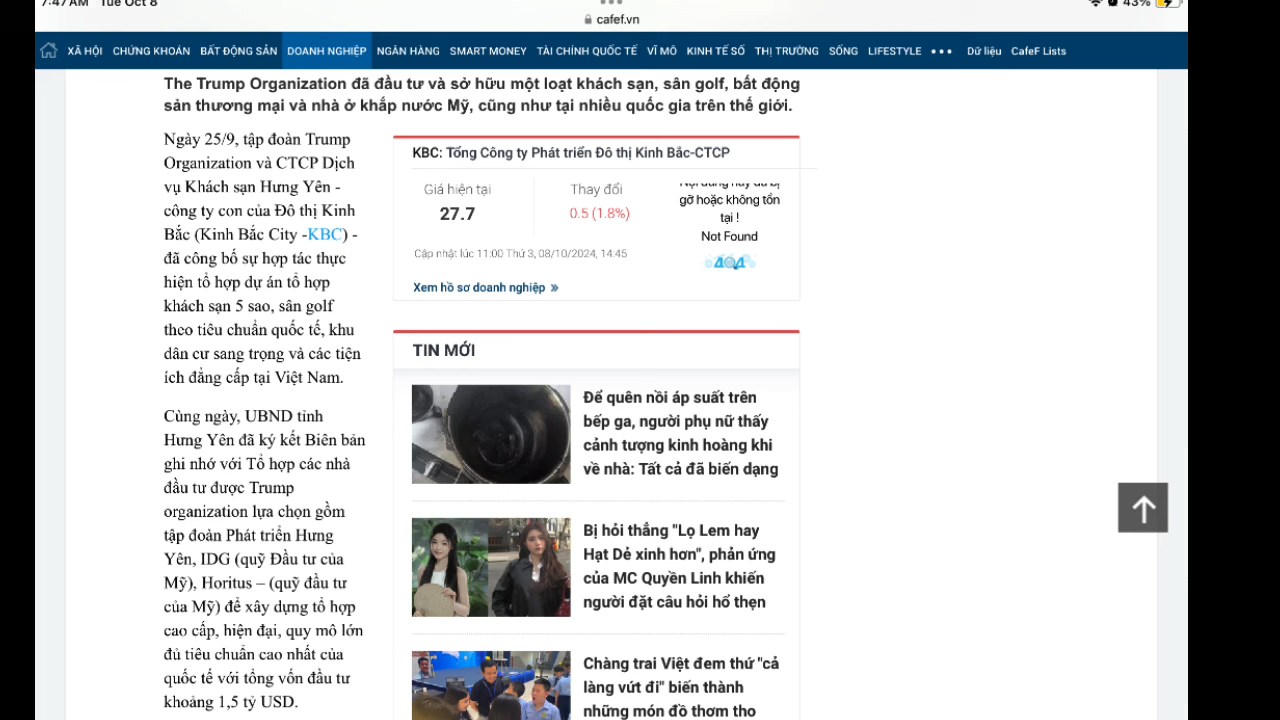 7:47 AM Tue Oct 8
43%
cafef.vn
XÃ HỘI CHỨNG KHOÁN BẤT ĐỘNG SẢN DOANH NGHIỆP NGÂN HÀNG SMART MONEY TÀI CHÍNH QUỐC TẾ VĨ MÔ KINH TẾ SỐ THỊ TRƯỜNG SỐNG LIFESTYLE ••• Dữ liệu CafeF Lists
The Trump Organization đã đầu tư và sở hữu một loạt khách sạn, sân golf, bất động
sản thương mại và nhà ở khắp nước Mỹ, cũng như tại nhiều quốc gia trên thế giới.
Ngày 25/9, tập đoàn Trump
Organization và CTCP Dịch
vụ Khách sạn Hưng Yên -
công ty con của Đô thị Kinh
Bắc (Kinh Bắc City -KBC) -
đã công bố sự hợp tác thực
hiện tổ hợp dự án tổ hợp
khách sạn 5 sao, sân golf
theo tiêu chuẩn quốc tế, khu
dân cư sang trọng và các tiện
ích đẳng cấp tại Việt Nam.
Cùng ngày, UBND tỉnh
Hưng Yên đã ký kết Biên bản
ghi nhớ với Tổ hợp các nhà
đầu tư được Trump
organization lựa chọn gồm
tập đoàn Phát triển Hưng
Yên, IDG (quỹ Đầu tư của
Mỹ), Horitus – (quỹ đầu tư
của Mỹ) để xây dựng tổ hợp
cao cấp, hiện đại, quy mô lớn
đủ tiêu chuẩn cao nhất của
quốc tế với tổng vốn đầu tư
khoảng 1,5 tỷ USD.
KBC: Tổng Công ty Phát triển Đô thị Kinh Bắc-CTCP
Giá hiện tại
27.7
Thay đổi
0.5 (1.8%)
Nội dung này đã bị
gỡ hoặc không tồn
tại !
Not Found
404
Cập nhật lúc 11:00 Thứ 3, 08/10/2024, 14:45
Xem hồ sơ doanh nghiệp »
TIN MỚI
Để quên nồi áp suất trên
bếp ga, người phụ nữ thấy
cảnh tượng kinh hoàng khi
về nhà: Tất cả đã biến dạng
Bị hỏi thẳng "Lọ Lem hay
Hạt Dẻ xinh hơn", phản ứng
của MC Quyền Linh khiến
người đặt câu hỏi hổ thẹn
Chàng trai Việt đem thứ "cả
làng vứt đi" biến thành
những món đồ thơm tho